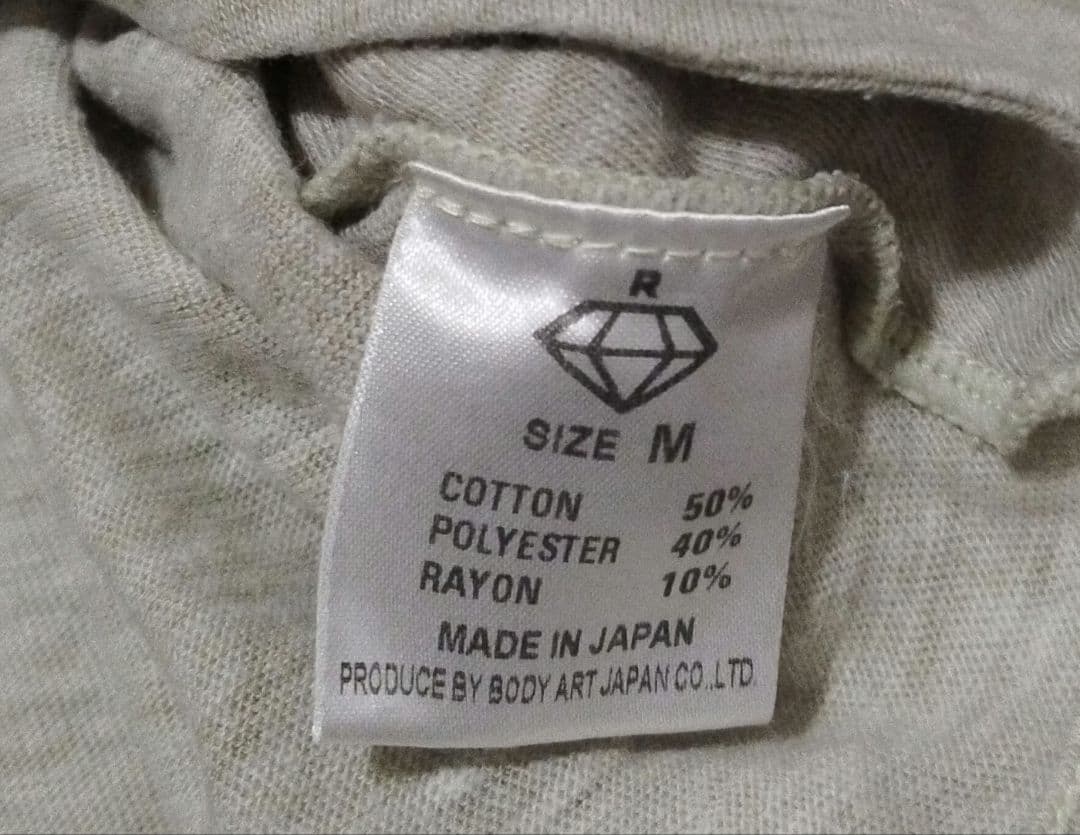 R
SIZE M
COTTON 50%
POLYESTER 40%
RAYON 10%
MADE IN JAPAN
PRODUCE BY BODY ART JAPAN CO.,LTD.